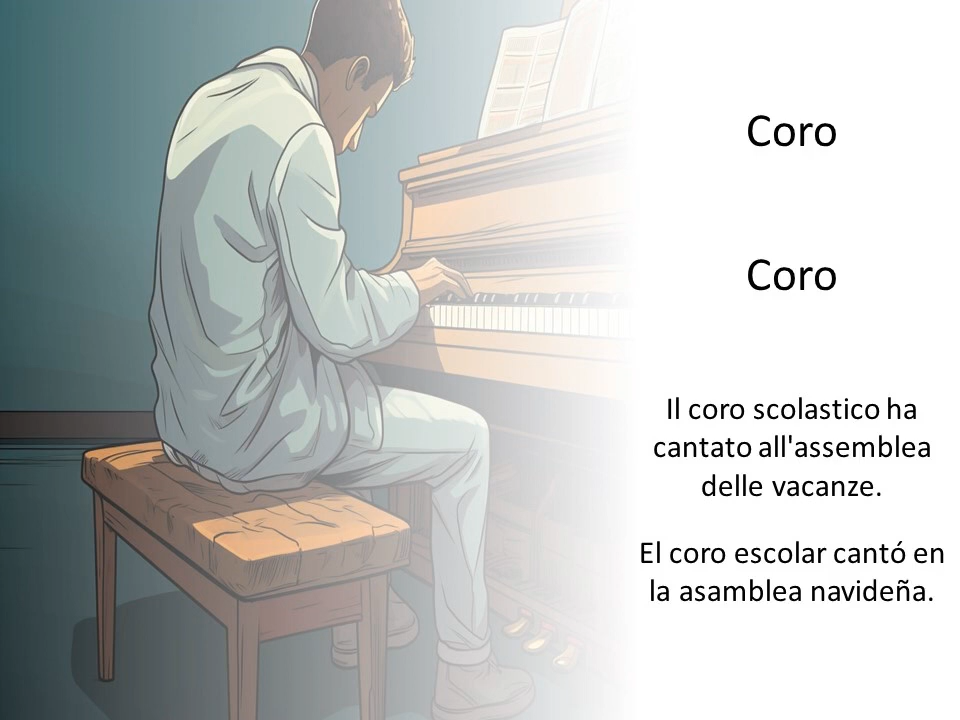 Coro
Coro
Il coro scolastico ha
cantato all'assemblea
delle vacanze.
El coro escolar cantó en
la asamblea navideña.